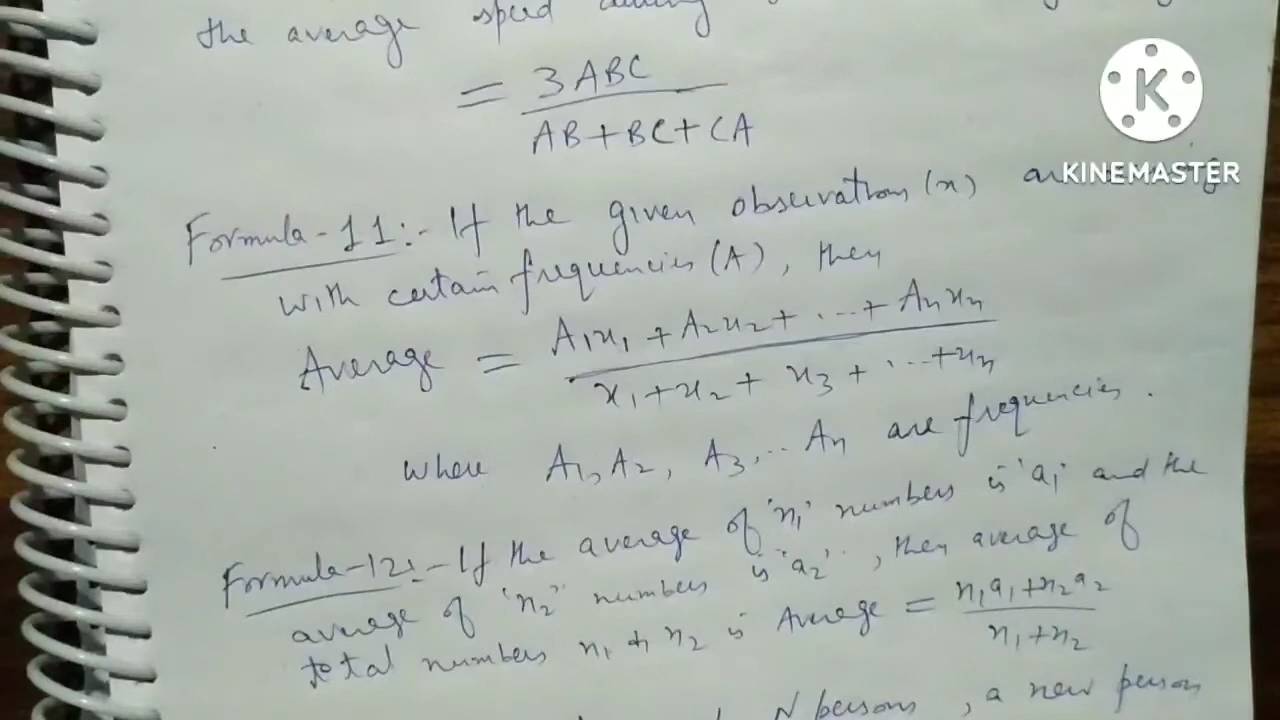 the average speed during
= 3ABC / AB+BC+CA
K
KINEMASTER
Formula-11:- If the given observations (x) are
with certain frequencies (A), then
Average = A₁x₁ + A₂x₂ + ...+ Aₙxₙ / x₁+x₂ + x₃ + ...+xₙ
where A₁, A₂, A₃... Aₙ are frequencies.
Formula-12:- If the average of 'n₁' numbers is 'a₁' and the
average of 'n₂' numbers is 'a₂', then average of
total numbers n₁ & n₂ is Average = n₁a₁+n₂a₂ / n₁+n₂
N persons, a new person